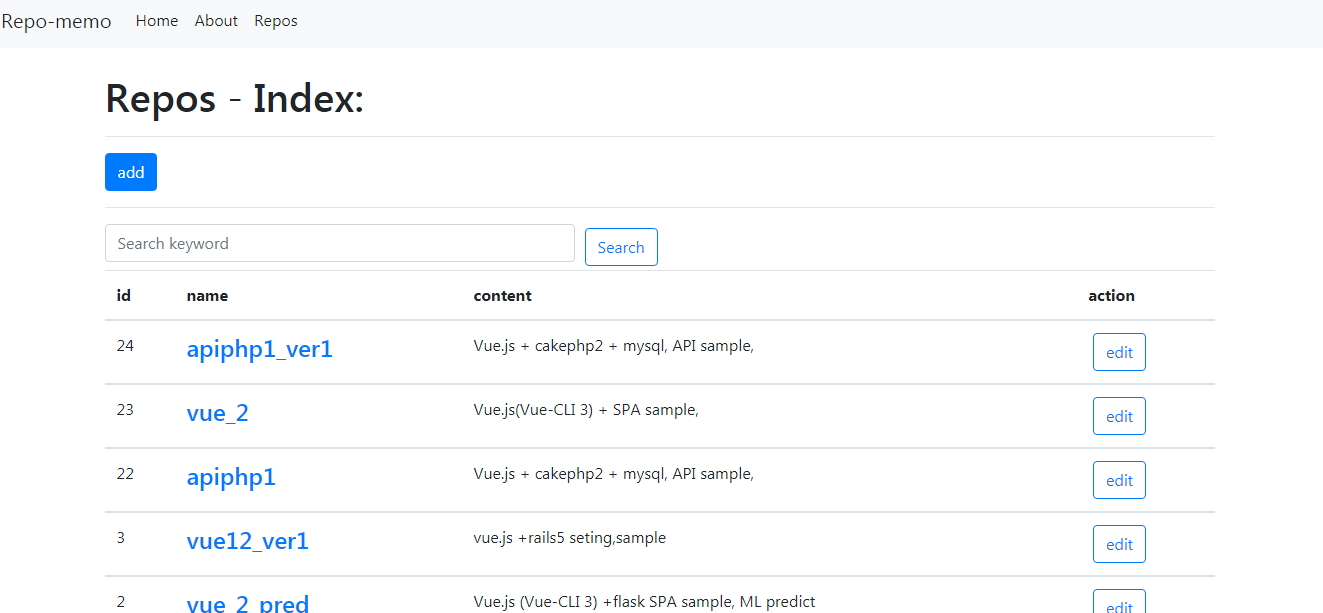 Repo-memo Home About Repos
Repos - Index:
add
Search keyword Search
id name content action
24 apiphp1_ver1 Vue.js + cakephp2 + mysql, API sample, edit
23 vue_2 Vue.js(Vue-CLI 3) + SPA sample, edit
22 apiphp1 Vue.js + cakephp2 + mysql, API sample, edit
3 vue12_ver1 vue.js +rails5 seting,sample edit
2 vue_2_pred Vue.js (Vue-CLI 3) +flask SPA sample, ML predict edit